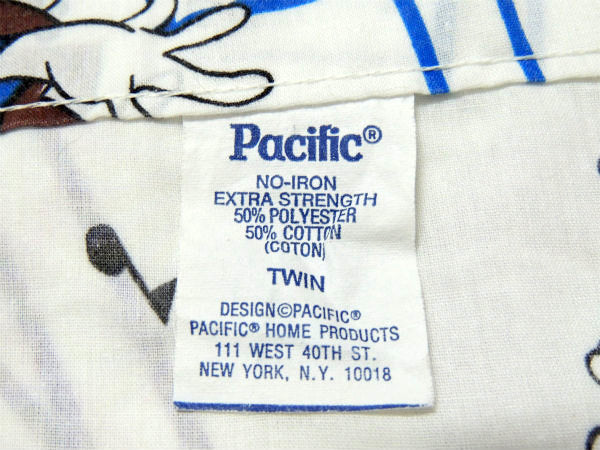 Pacific®
NO-IRON
EXTRA STRENGTH
50% POLYESTER
50% COTTON
(COTON)
TWIN
DESIGN©PACIFIC®
PACIFIC® HOME PRODUCTS
111 WEST 40TH ST.
NEW YORK, N.Y. 10018